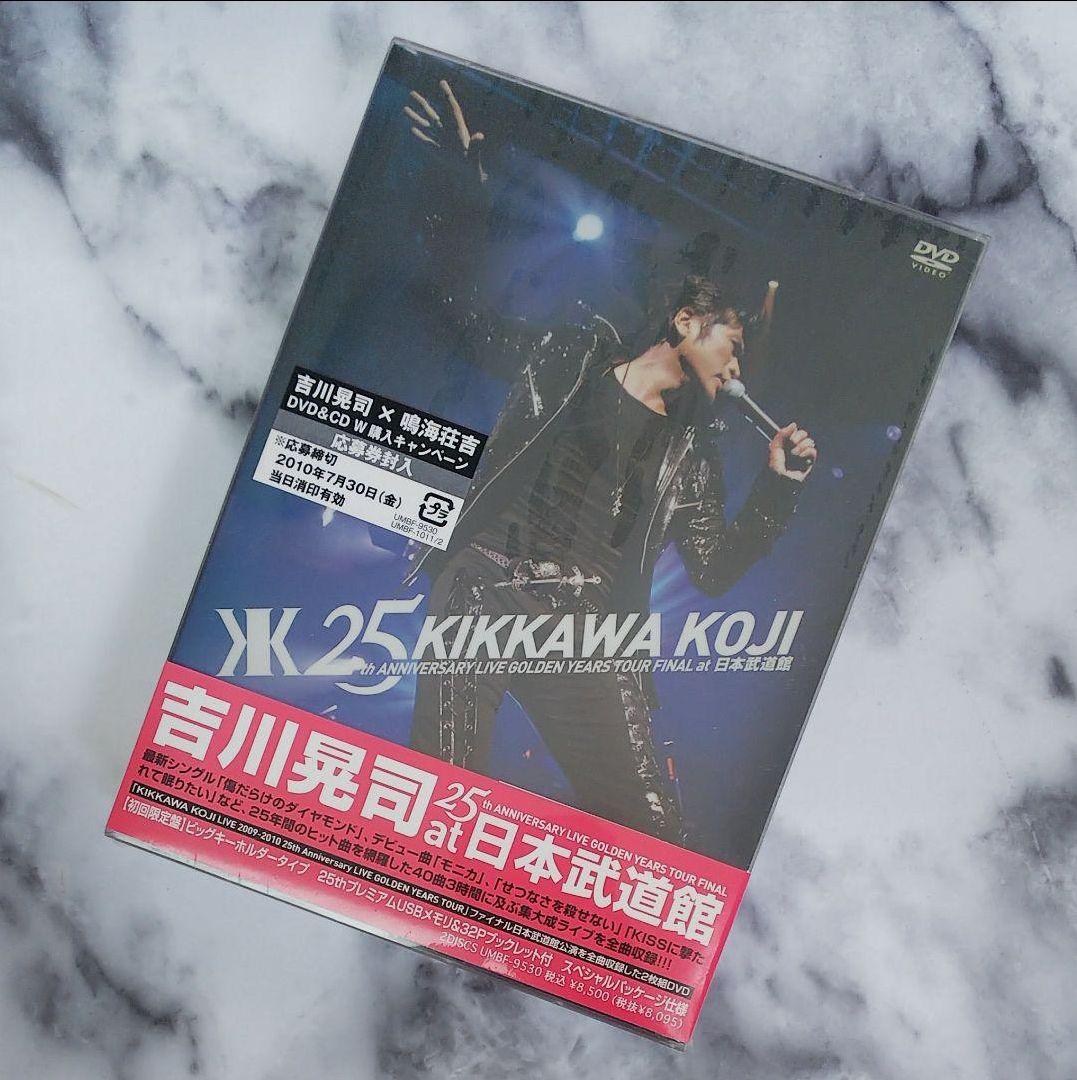 DVD
VIDEO
吉川晃司 × 鳴海荘吉
DVD&CD W 購入キャンペーン
応募券封入
※応募締切
2010年7月30日(金)
当日消印有効
プラ
UMBF-9530
UMBF-1011/2
25 KIKKAWA KOJI
th ANNIVERSARY LIVE GOLDEN YEARS TOUR FINAL at 日本武道館
吉川晃司 25th ANNIVERSARY LIVE GOLDEN YEARS TOUR FINAL
at 日本武道館
最新シングル「傷だらけのダイヤモンド」、デビュー曲「モニカ」、「せつなさを殺せない」「KISSに撃た
れて眠りたい」など、25年間のヒット曲を網羅した40曲3時間に及ぶ集大成ライブを全曲収録!!!
「KIKKAWA KOJI LIVE 2009-2010 25th Anniversary LIVE GOLDEN YEARS TOUR」ファイナル日本武道館公演を全曲収録した2枚組DVD
【初回限定盤】ビッグキーホルダータイプ 25thプレミアムUSBメモリ&32Pブックレット付 スペシャルパッケージ仕様
2DISCS UMBF-9530 税込 ¥8,500 (税抜¥8,095)